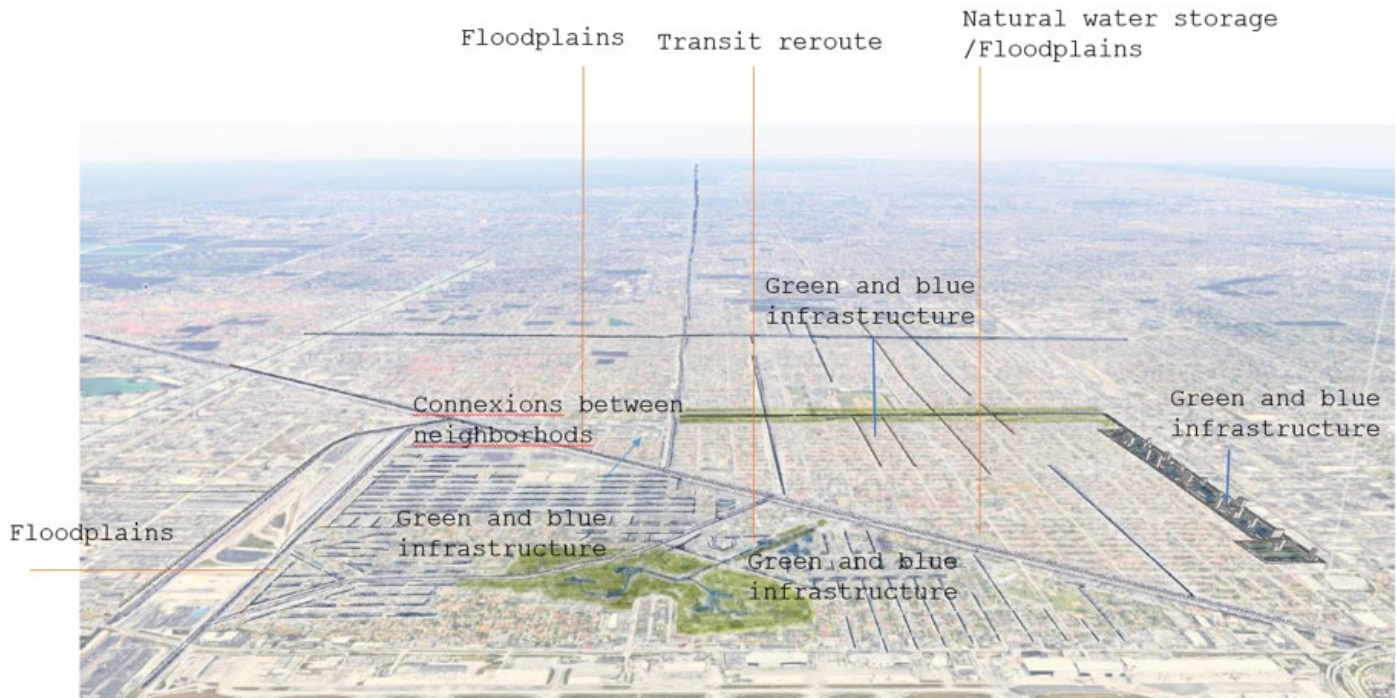 Natural water storage
/Floodplains
Floodplains
Transit reroute
Green and blue
infrastructure
Connexions between
neighborhods
Green and blue
infrastructure
Green and blue
infrastructure
Floodplains
Green and blue
infrastructure